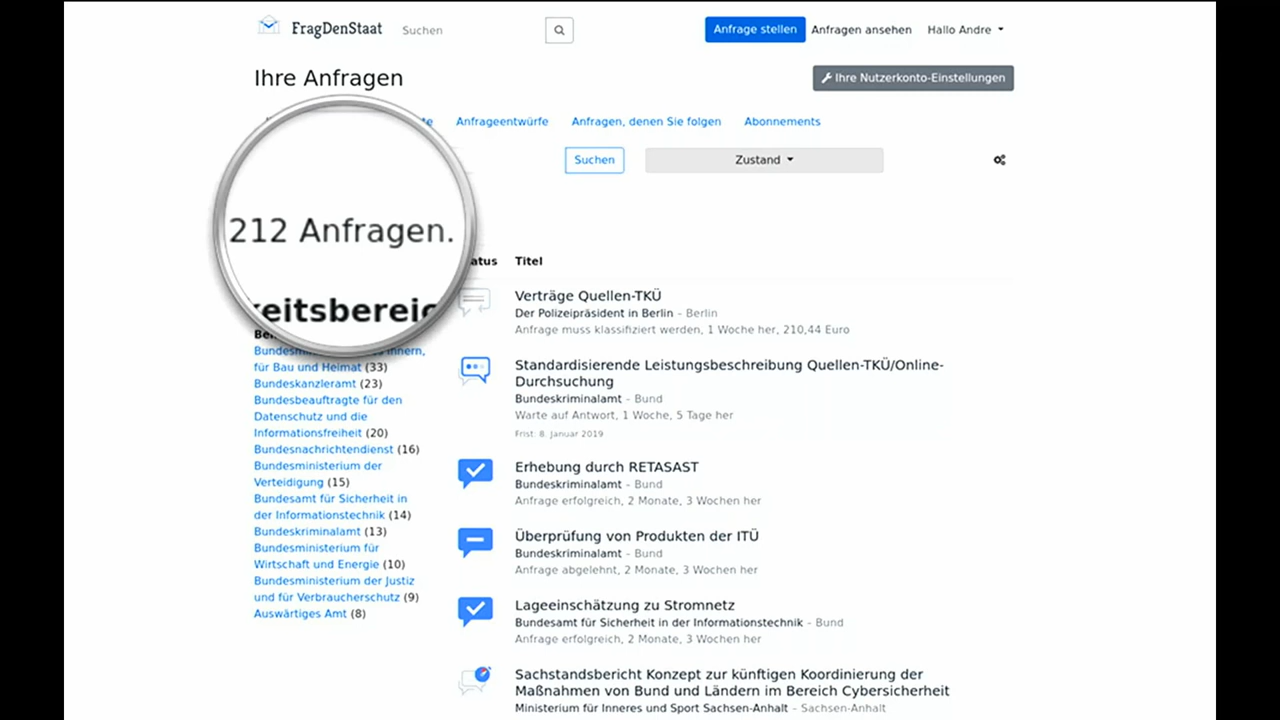 FragDenStaat
Suchen
Anfrage stellen
Anfragen ansehen
Hallo Andre
Ihre Anfragen
Ihre Nutzerkonto-Einstellungen
Anfrageentwürfe
Anfragen, denen Sie folgen
Abonnements
Suchen
Zustand
212 Anfragen.
Titel
Bundesnachrichtendienst (16)
für Bau und Heimat (33)
Bundeskanzleramt (23)
Bundesbeauftragte für den
Datenschutz und die
Informationsfreiheit (20)
Bundesministerium der
Verteidigung (15)
Bundesamt für Sicherheit in
der Informationstechnik (14)
Bundeskriminalamt (13)
Bundesministerium für
Wirtschaft und Energie (10)
Bundesministerium der Justiz
und für Verbraucherschutz (9)
Auswärtiges Amt (8)
Verträge Quellen-TKÜ
Der Polizeipräsident in Berlin – Berlin
Anfrage muss klassifiziert werden, 1 Woche her, 210,44 Euro
Standardisierende Leistungsbeschreibung Quellen-TKÜ/Online-
Durchsuchung
Bundeskriminalamt – Bund
Warte auf Antwort, 1 Woche, 5 Tage her
Frist: 8. Januar 2019
Erhebung durch RETASAST
Bundeskriminalamt – Bund
Anfrage erfolgreich, 2 Monate, 3 Wochen her
Überprüfung von Produkten der ITÜ
Bundeskriminalamt – Bund
Anfrage abgelehnt, 2 Monate, 3 Wochen her
Lageeinschätzung zu Stromnetz
Bundesamt für Sicherheit in der Informationstechnik – Bund
Anfrage erfolgreich, 2 Monate, 3 Wochen her
Sachstandsbericht Konzept zur künftigen Koordinierung der
Maßnahmen von Bund und Ländern im Bereich Cybersicherheit
Ministerium für Inneres und Sport Sachsen-Anhalt – Sachsen-Anhalt